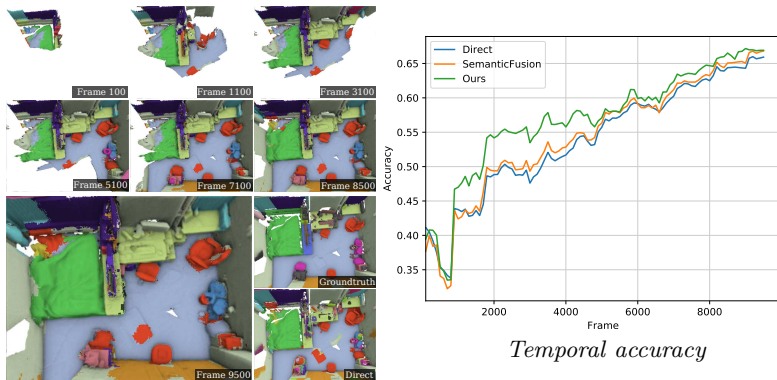 Frame 100
Frame 1100
Frame 3100
Frame 5100
Frame 7100
Frame 8500
Frame 9500
Groundtruth
Direct
Direct
SemanticFusion
Ours
Accuracy
0.65
0.60
0.55
0.50
0.45
0.40
0.35
2000 4000 6000 8000
Frame
Temporal accuracy